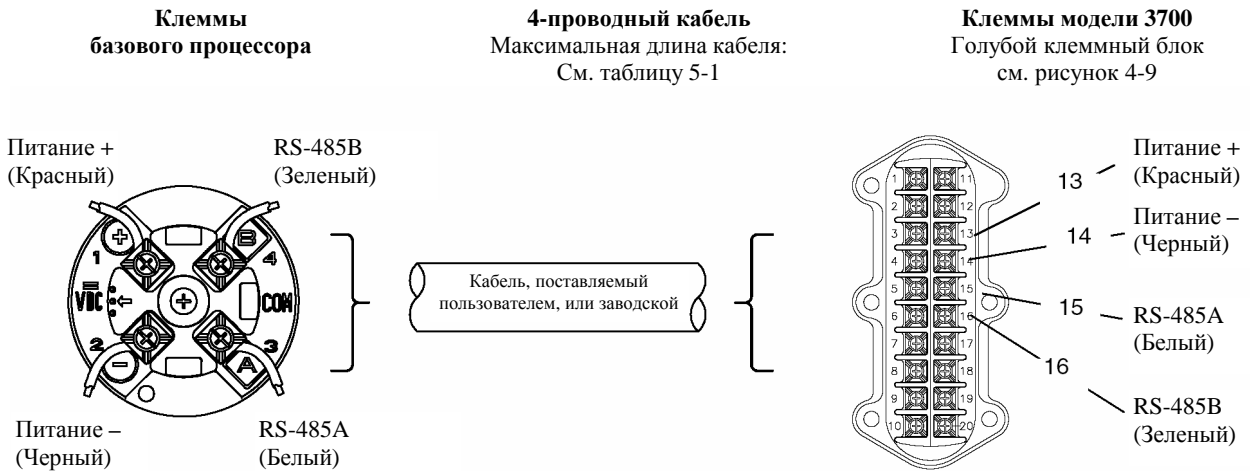 Клеммы
базового процессора
4-проводный кабель
Максимальная длина кабеля:
См. таблицу 5-1
Клеммы модели 3700
Голубой клеммный блок
см. рисунок 4-9
Питание +
(Красный)
RS-485B
(Зеленый)
+
B
1
4
VDC
COM
2
3
–
A
Питание –
(Черный)
RS-485A
(Белый)
Кабель, поставляемый
пользователем, или заводской
1 11
2 12
3 13
4 14
5 15
6 16
7 17
8 18
9 19
10 20
13
Питание +
(Красный)
14
Питание –
(Черный)
15
RS-485A
(Белый)
16
RS-485B
(Зеленый)